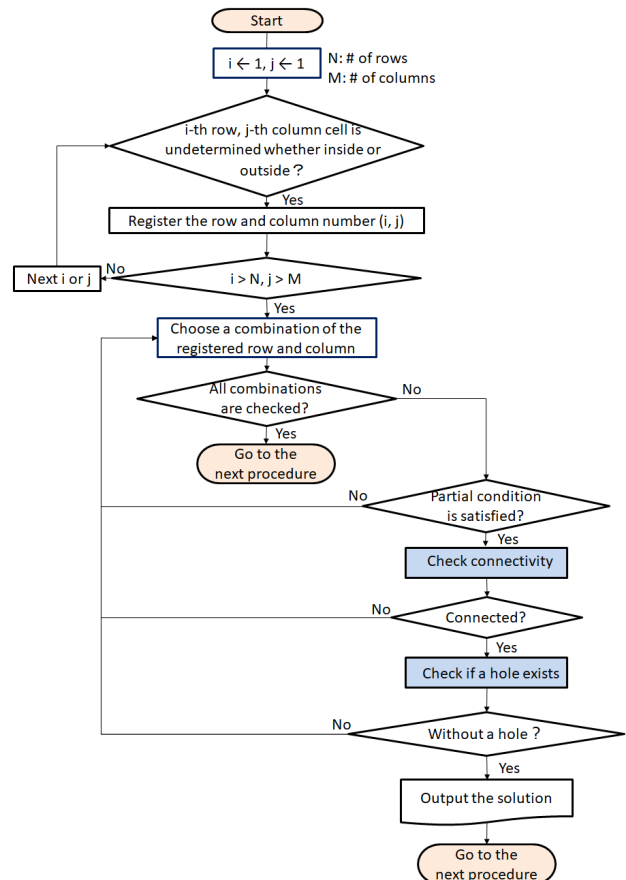 Start
i ← 1, j ← 1
N: # of rows
M: # of columns
i-th row, j-th column cell is
undetermined whether inside or
outside ?
Yes
Register the row and column number (i, j)
i > N, j > M
No
Next i or j
Yes
Choose a combination of the
registered row and column
All combinations
are checked?
No
Yes
Go to the
next procedure
Partial condition
is satisfied?
No
Yes
Check connectivity
Connected?
No
Yes
Check if a hole exists
Without a hole ?
No
Yes
Output the solution
Go to the
next procedure